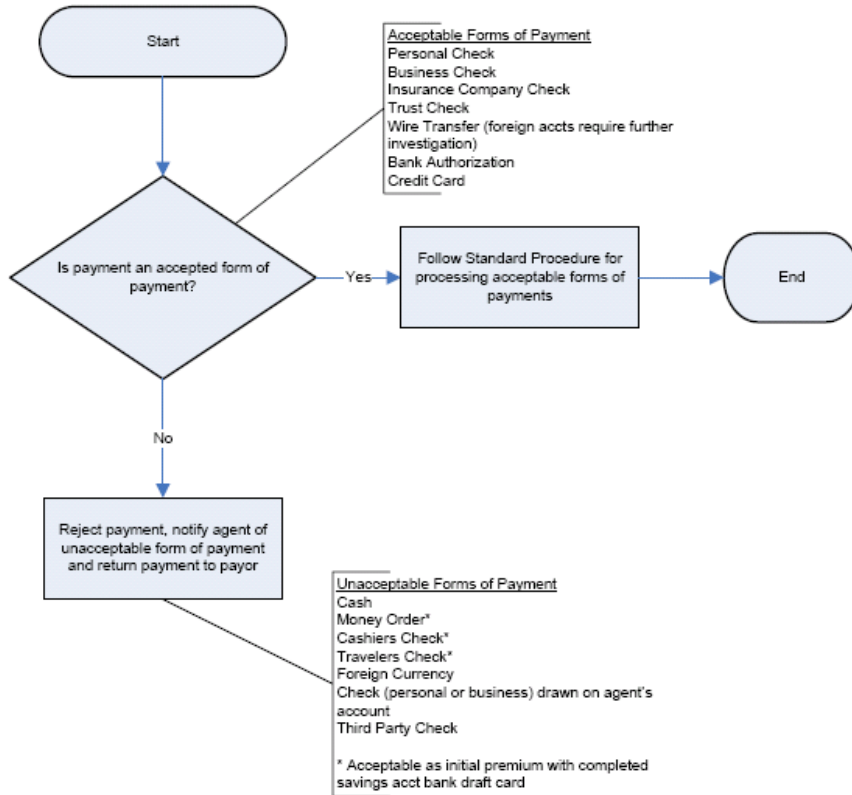 Start
Acceptable Forms of Payment
Personal Check
Business Check
Insurance Company Check
Trust Check
Wire Transfer (foreign accts require further
investigation)
Bank Authorization
Credit Card
Is payment an accepted form of
payment?
Yes
Follow Standard Procedure for
processing acceptable forms of
payments
End
No
Reject payment, notify agent of
unacceptable form of payment
and return payment to payor
Unacceptable Forms of Payment
Cash
Money Order*
Cashiers Check*
Travelers Check*
Foreign Currency
Check (personal or business) drawn on agent's
account
Third Party Check
* Acceptable as initial premium with completed
savings acct bank draft card